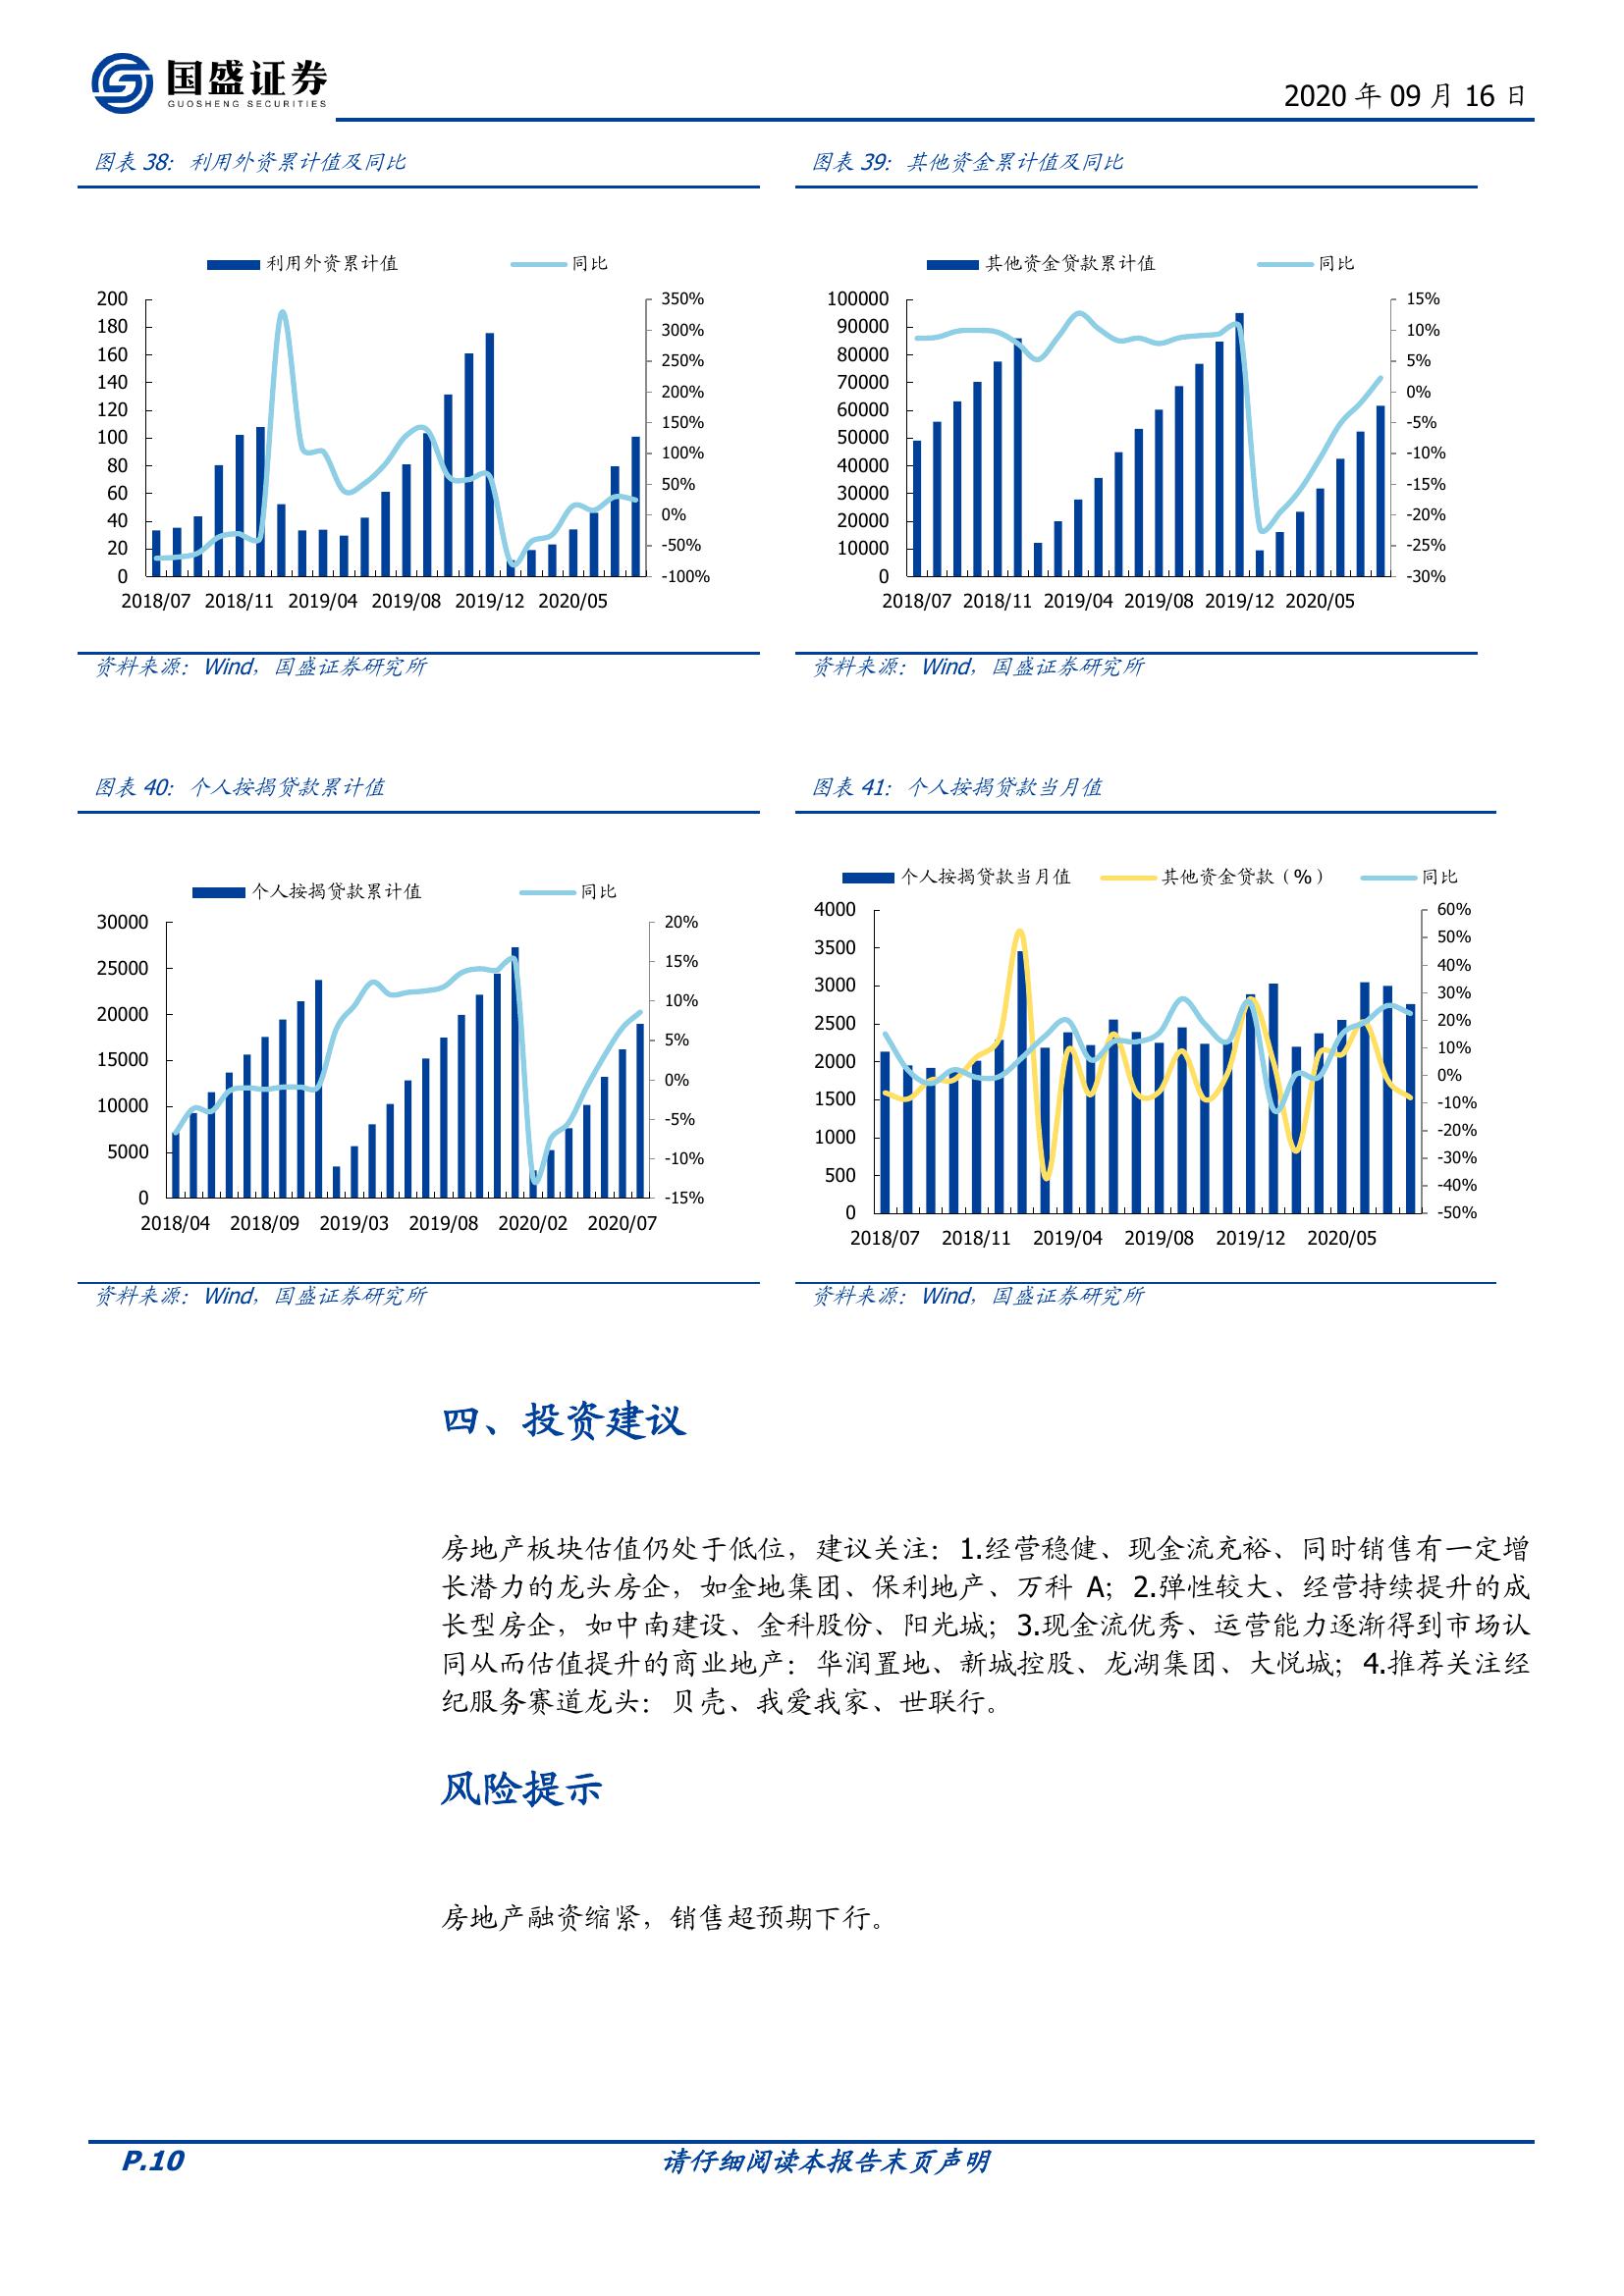 国盛证券
GUOSHENG SECURITIES
2020 年 09 月 16 日
图表 38：利用外资累计值及同比
利用外资累计值 同比
200 350%
180 300%
160 250%
140 200%
120 150%
100 100%
80 50%
60 0%
40 -50%
20 -100%
0
2018/07 2018/11 2019/04 2019/08 2019/12 2020/05
资料来源：Wind，国盛证券研究所
图表 39：其他资金累计值及同比
其他资金贷款累计值 同比
100000 15%
90000 10%
80000 5%
70000 0%
60000 -5%
50000 -10%
40000 -15%
30000 -20%
20000 -25%
10000 -30%
0
2018/07 2018/11 2019/04 2019/08 2019/12 2020/05
资料来源：Wind，国盛证券研究所
图表 40：个人按揭贷款累计值
个人按揭贷款累计值 同比
30000 20%
25000 15%
20000 10%
15000 5%
10000 0%
5000 -5%
0 -10%
-15%
2018/04 2018/09 2019/03 2019/08 2020/02 2020/07
资料来源：Wind，国盛证券研究所
图表 41：个人按揭贷款当月值
个人按揭贷款当月值 其他资金贷款（%） 同比
4000 60%
3500 50%
3000 40%
2500 30%
2000 20%
1500 10%
1000 0%
500 -10%
0 -20%
-30%
-40%
-50%
2018/07 2018/11 2019/04 2019/08 2019/12 2020/05
资料来源：Wind，国盛证券研究所
四、投资建议
房地产板块估值仍处于低位，建议关注：1.经营稳健、现金流充裕、同时销售有一定增
长潜力的龙头房企，如金地集团、保利地产、万科 A；2.弹性较大、经营持续提升的成
长型房企，如中南建设、金科股份、阳光城；3.现金流优秀、运营能力逐渐得到市场认
同从而估值提升的商业地产：华润置地、新城控股、龙湖集团、大悦城；4.推荐关注经
纪服务赛道龙头：贝壳、我爱我家、世联行。
风险提示
房地产融资缩紧，销售超预期下行。
P.10 请仔细阅读本报告末页声明